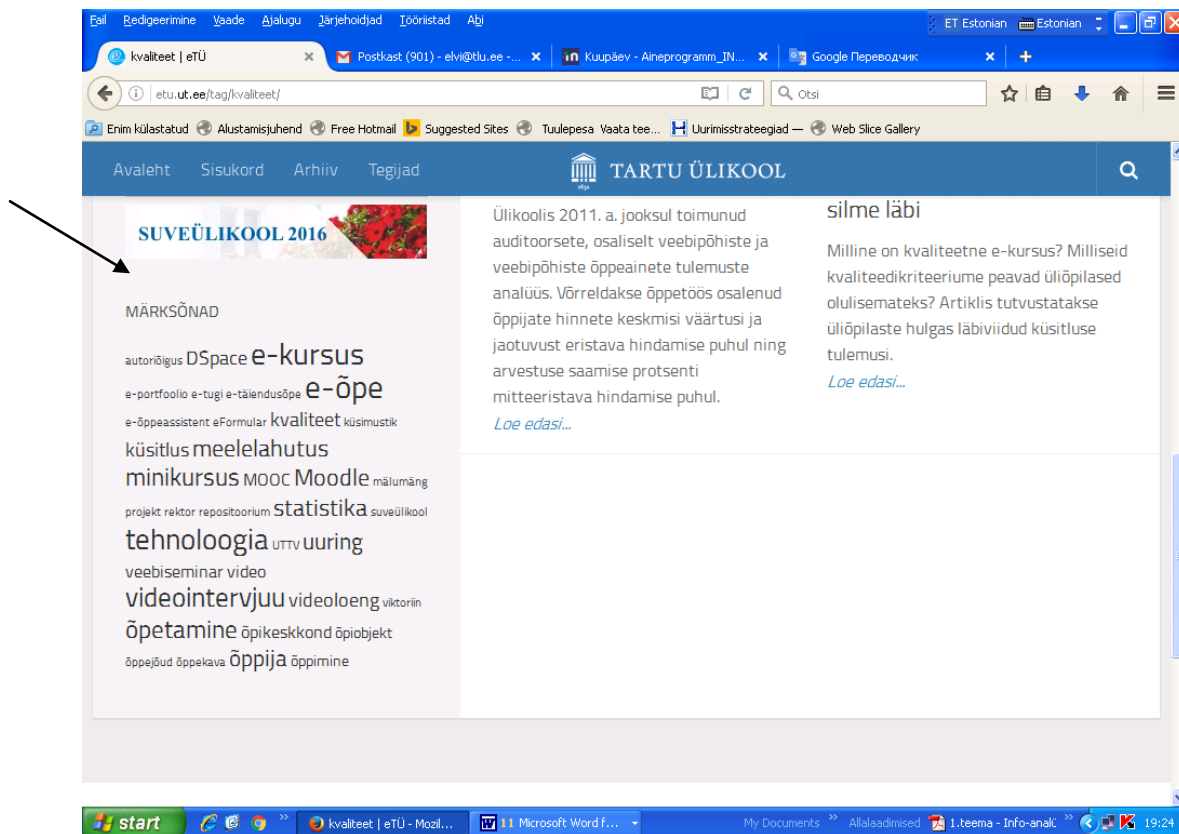 Fail Redigeerimine Vaade Ajalugu Järjehoidjad Tööriistad Abi
ET Estonian Estonian
kvaliteet | eTÜ
Postkast (901) - elvi@tlu.ee -...
Kuupäev - Aineprogramm_IN...
Google Переводчик
etu.ut.ee/tag/kvaliteet/
Otsi
Enim külastatud Alustamisjuhend Free Hotmail Suggested Sites Tuulepesa Vaata tee... Uurimisstrateegiad — Web Slice Gallery
Avaleht Sisukord Arhiiv Tegijad
TARTU ÜLIKOOL
SUVEÜLIKOOL 2016
MÄRKSÕNAD
autoriõigus DSpace e-kursus
e-portfoolio e-tugi e-täiendusõpe e-õpe
e-õppeassistent eFormular kvaliteet küsimustik
küsitlus meelelahutus
minikursus MOOC Moodle mälumäng
projekt rektor repositoorium statistika suveülikool
tehnoloogia UTTV uuring
veebiseminar video
videointervjuu videoloeng viktoriin
õpetamine õpikeskkond õpiobjekt
õppejõud õppekava õppija õppimine
Ülikoolis 2011. a. jooksul toimunud
auditoorsete, osaliselt veebipõhiste ja
veebipõhiste õppeainete tulemuste
analüüs. Võrreldakse õppetöös osalenud
õppijate hinnete keskmisi väärtusi ja
jaotuvust eristava hindamise puhul ning
arvestuse saamise protsenti
mitteeristava hindamise puhul.
Loe edasi...
silme läbi
Milline on kvaliteetne e-kursus? Milliseid
kvaliteedikriteeriume peavad üliõpilased
olulisemateks? Artiklis tutvustatakse
üliõpilaste hulgas läbiviidud küsitluse
tulemusi.
Loe edasi...
start
kvaliteet | eTÜ - Mozil...
11 Microsoft Word f...
My Documents
Allalaadimised
1.teema - Info-analü
19:24